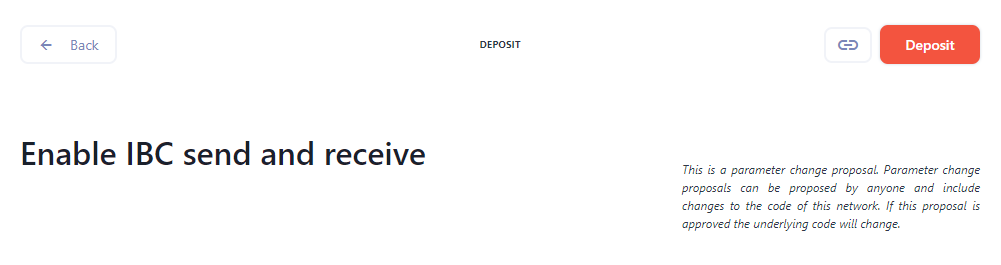 Back
DEPOSIT
Deposit
Enable IBC send and receive
This is a parameter change proposal. Parameter change
proposals can be proposed by anyone and include
changes to the code of this network. If this proposal is
approved the underlying code will change.